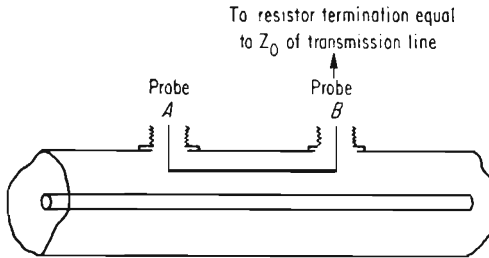 To resistor termination equal
to Z0 of transmission line
Probe
A
Probe
B